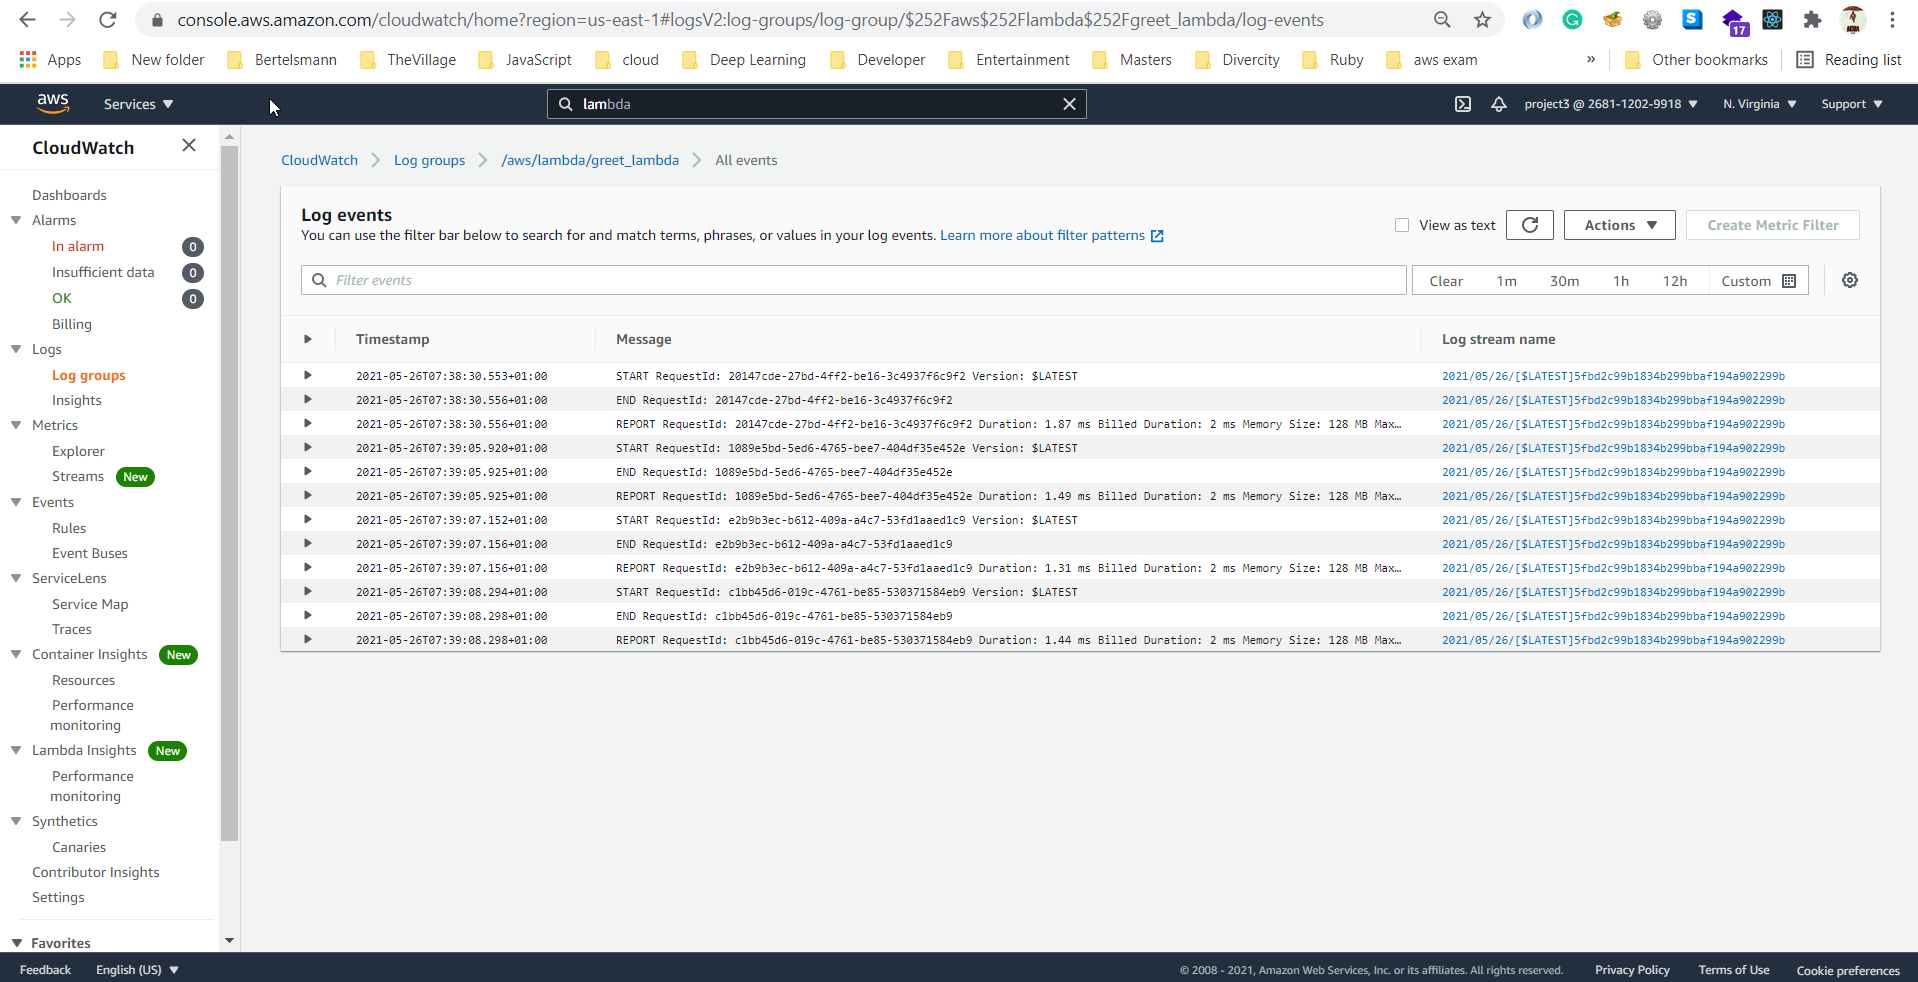 console.aws.amazon.com/cloudwatch/home?region=us-east-1#logsV2:log-groups/log-group/$252Faws$252Flambda$252Fgreet_lambda/log-events
17
Apps New folder Bertelsmann TheVillage JavaScript cloud Deep Learning Developer Entertainment Masters Divercity Ruby aws exam » Other bookmarks Reading list
aws Services ▼ lambda project3 @ 2681-1202-9918 ▼ N. Virginia ▼ Support ▼
CloudWatch
Dashboards
Alarms
In alarm 0
Insufficient data 0
OK 0
Billing
Logs
Log groups
Insights
Metrics
Explorer
Streams New
Events
Rules
Event Buses
ServiceLens
Service Map
Traces
Container Insights New
Resources
Performance
monitoring
Lambda Insights New
Performance
monitoring
Synthetics
Canaries
Contributor Insights
Settings
Favorites
CloudWatch > Log groups > /aws/lambda/greet_lambda > All events
Log events
You can use the filter bar below to search for and match terms, phrases, or values in your log events. Learn more about filter patterns
View as text Actions ▼ Create Metric Filter
Filter events Clear 1m 30m 1h 12h Custom
Timestamp Message Log stream name
2021-05-26T07:38:30.553+01:00 START RequestId: 20147cde-27bd-4ff2-be16-3c4937f6c9f2 Version: $LATEST 2021/05/26/[$LATEST]5fbd2c99b1834b299bbaf194a902299b
2021-05-26T07:38:30.556+01:00 END RequestId: 20147cde-27bd-4ff2-be16-3c4937f6c9f2 2021/05/26/[$LATEST]5fbd2c99b1834b299bbaf194a902299b
2021-05-26T07:38:30.556+01:00 REPORT RequestId: 20147cde-27bd-4ff2-be16-3c4937f6c9f2 Duration: 1.87 ms Billed Duration: 2 ms Memory Size: 128 MB Max… 2021/05/26/[$LATEST]5fbd2c99b1834b299bbaf194a902299b
2021-05-26T07:39:05.920+01:00 START RequestId: 1089e5bd-5ed6-4765-bee7-404df35e452e Version: $LATEST 2021/05/26/[$LATEST]5fbd2c99b1834b299bbaf194a902299b
2021-05-26T07:39:05.925+01:00 END RequestId: 1089e5bd-5ed6-4765-bee7-404df35e452e 2021/05/26/[$LATEST]5fbd2c99b1834b299bbaf194a902299b
2021-05-26T07:39:05.925+01:00 REPORT RequestId: 1089e5bd-5ed6-4765-bee7-404df35e452e Duration: 1.49 ms Billed Duration: 2 ms Memory Size: 128 MB Max… 2021/05/26/[$LATEST]5fbd2c99b1834b299bbaf194a902299b
2021-05-26T07:39:07.152+01:00 START RequestId: e2b9b3ec-b612-409a-a4c7-53fd1aaed1c9 Version: $LATEST 2021/05/26/[$LATEST]5fbd2c99b1834b299bbaf194a902299b
2021-05-26T07:39:07.156+01:00 END RequestId: e2b9b3ec-b612-409a-a4c7-53fd1aaed1c9 2021/05/26/[$LATEST]5fbd2c99b1834b299bbaf194a902299b
2021-05-26T07:39:07.156+01:00 REPORT RequestId: e2b9b3ec-b612-409a-a4c7-53fd1aaed1c9 Duration: 1.31 ms Billed Duration: 2 ms Memory Size: 128 MB Max… 2021/05/26/[$LATEST]5fbd2c99b1834b299bbaf194a902299b
2021-05-26T07:39:08.294+01:00 START RequestId: c1bb45d6-019c-4761-be85-530371584eb9 Version: $LATEST 2021/05/26/[$LATEST]5fbd2c99b1834b299bbaf194a902299b
2021-05-26T07:39:08.298+01:00 END RequestId: c1bb45d6-019c-4761-be85-530371584eb9 2021/05/26/[$LATEST]5fbd2c99b1834b299bbaf194a902299b
2021-05-26T07:39:08.298+01:00 REPORT RequestId: c1bb45d6-019c-4761-be85-530371584eb9 Duration: 1.44 ms Billed Duration: 2 ms Memory Size: 128 MB Max… 2021/05/26/[$LATEST]5fbd2c99b1834b299bbaf194a902299b
Feedback English (US) ▼ © 2008 - 2021, Amazon Web Services, Inc. or its affiliates. All rights reserved. Privacy Policy Terms of Use Cookie preferences